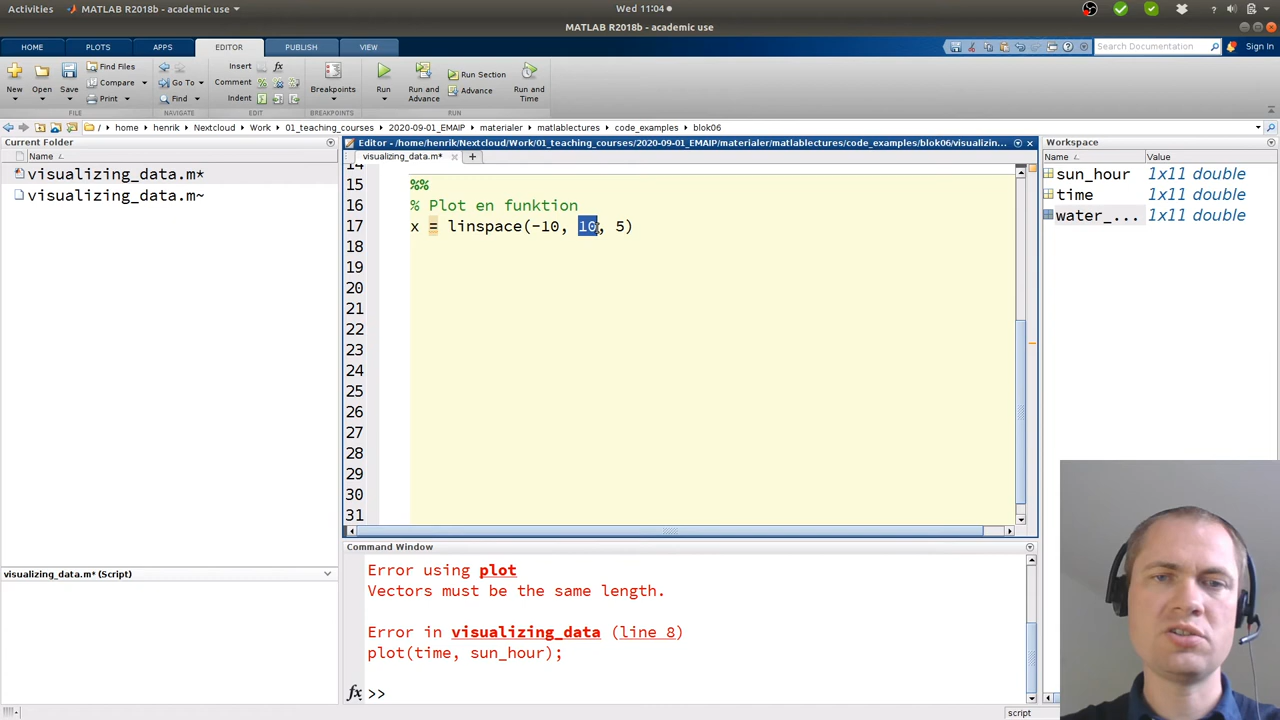 Activities
MATLAB R2018b - academic use
Wed 11:04
?
MATLAB R2018b - academic use
HOME
PLOTS
APPS
EDITOR
PUBLISH
VIEW
Search Documentation
Sign In
New
Open
Save
Find Files
Compare
Print
Go To
Find
Insert
fx
Comment
Indent
Breakpoints
Run
Run and Advance
Run Section
Advance
Run and Time
FILE
NAVIGATE
EDIT
BREAKPOINTS
RUN
/ home henrik Nextcloud Work 01_teaching_courses 2020-09-01_EMAIP materialer matlablectures code_examples blok06
Current Folder
Name
visualizing_data.m*
visualizing_data.m~
visualizing_data.m* (Script)
Editor - /home/henrik/Nextcloud/Work/01_teaching_courses/2020-09-01_EMAIP/materialer/matlablectures/code_examples/blok06/visualizin...
visualizing_data.m*
14
15 %%
16 % Plot en funktion
17 x = linspace(-10, 10, 5)
18
19
20
21
22
23
24
25
26
27
28
29
30
31
Command Window
Error using plot
Vectors must be the same length.
Error in visualizing_data (line 8)
plot(time, sun_hour);
fx >>
Workspace
Name Value
sun_hour 1x11 double
time 1x11 double
water_... 1x11 double
script